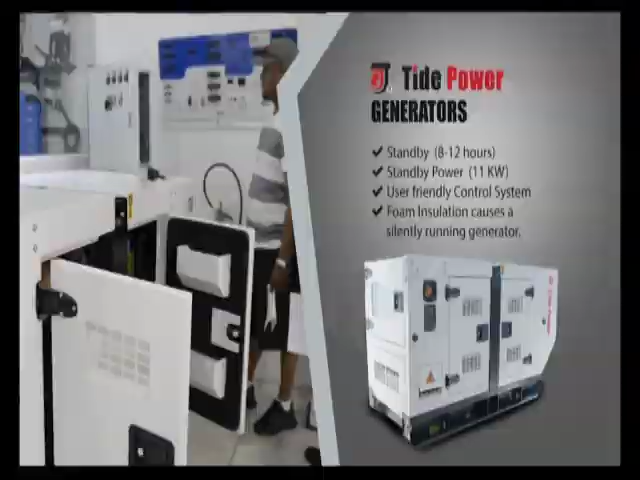 Tide Power
GENERATORS
✓ Standby (8-12 hours)
✓ Standby Power (11 KW)
✓ User friendly Control System
✓ Foam Insulation causes a
silently running generator.